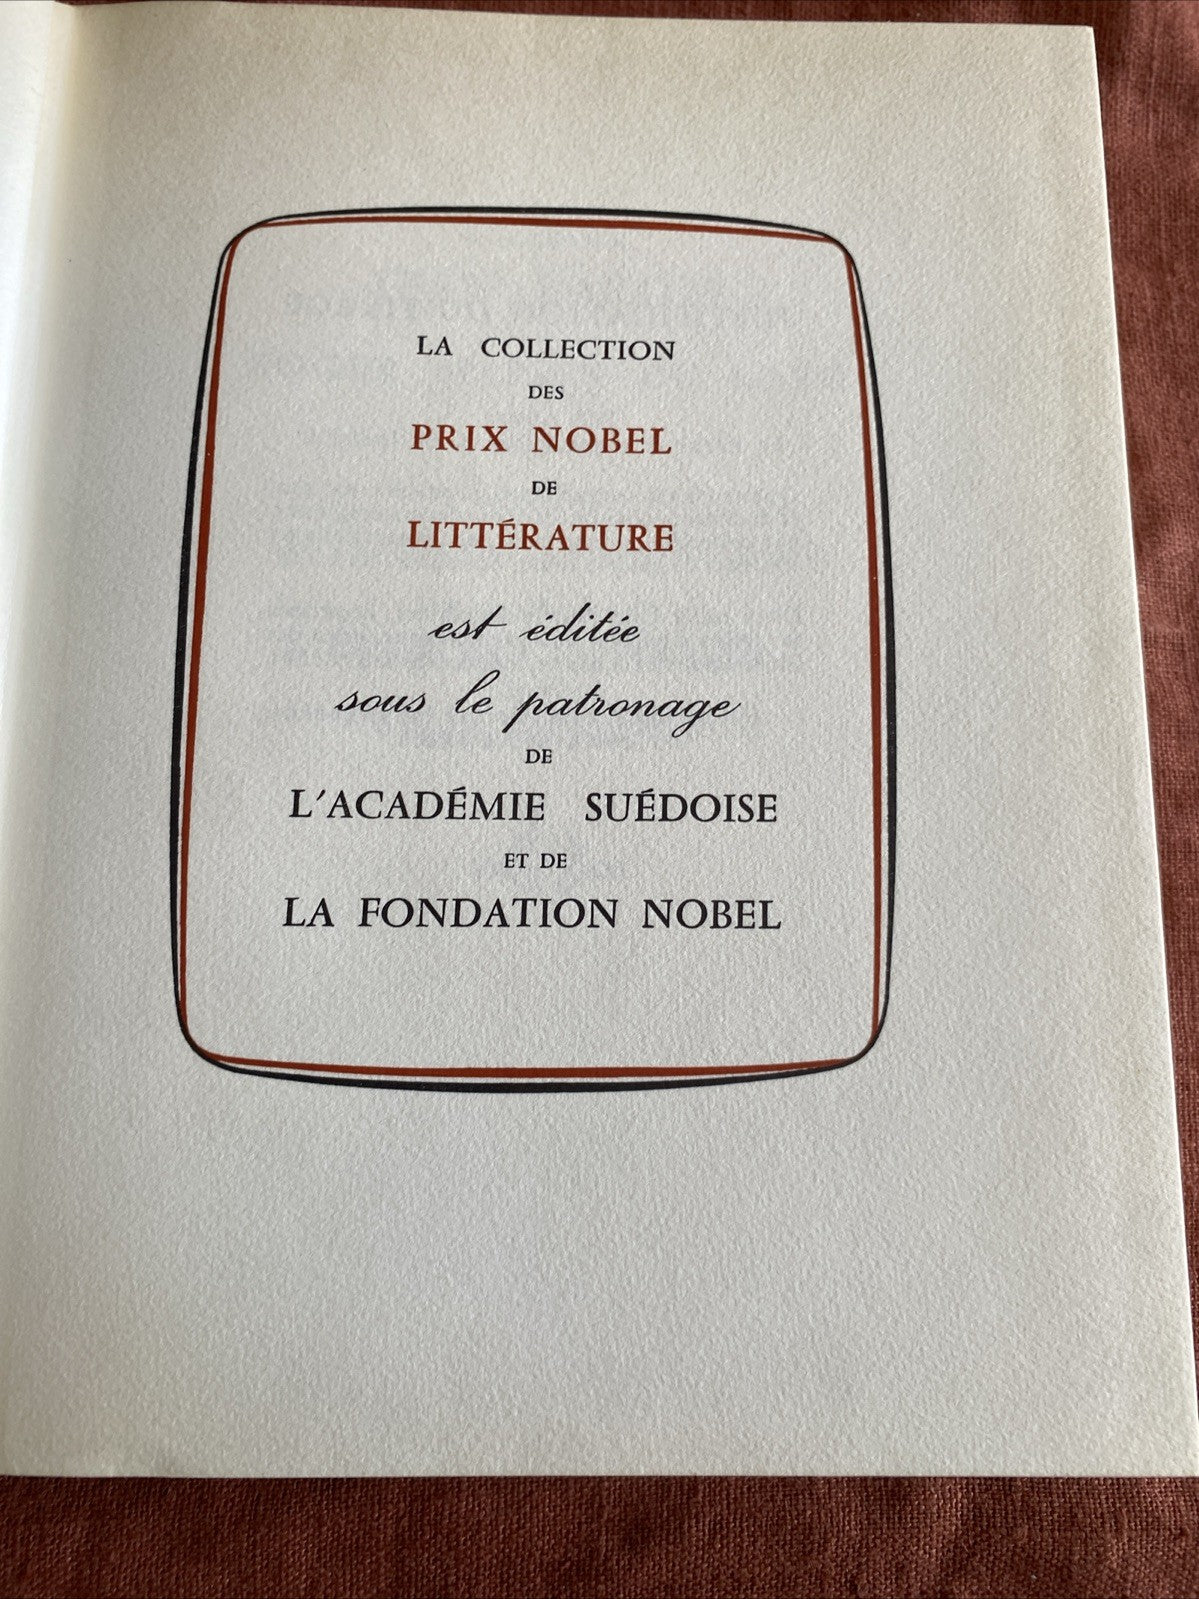 LA COLLECTION
DES
PRIX NOBEL
DE
LITTÉRATURE
est éditée
sous le patronage
DE
L'ACADÉMIE SUÉDOISE
ET DE
LA FONDATION NOBEL